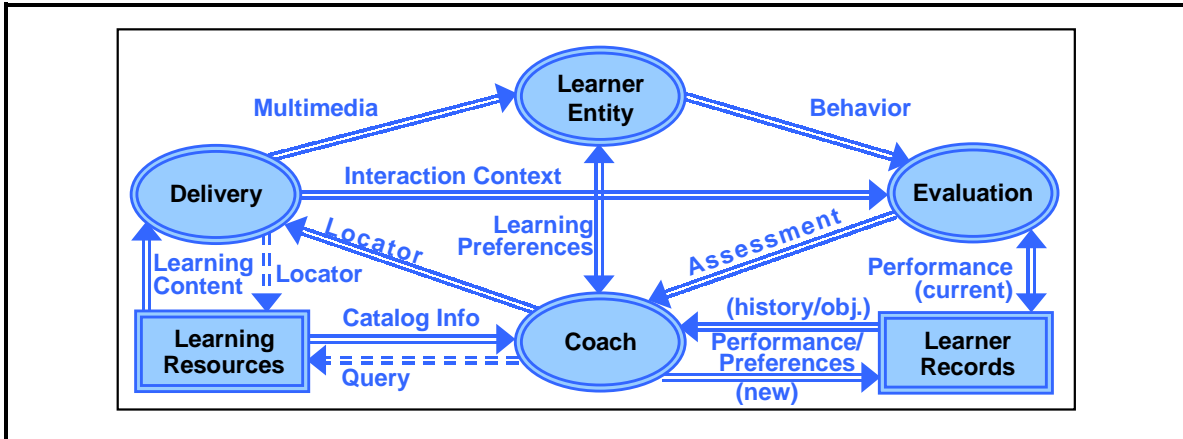 Learner
Entity
Multimedia
Behavior
Delivery
Interaction Context
Evaluation
Learning
Preferences
Locator
Assessment
Learning
Content
Locator
Performance
(current)
Learning
Resources
Catalog Info
Query
Coach
(history/obj.)
Performance/
Preferences
(new)
Learner
Records